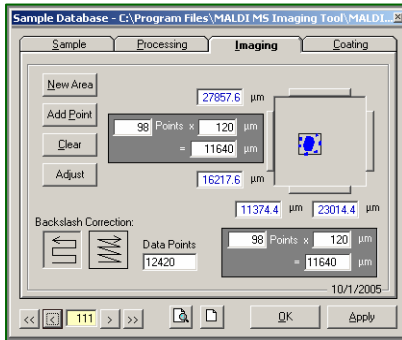 Sample Database - C:\Program Files\MALDI MS Imaging Tool\MALDI...
Sample Processing Imaging Coating
New Area
27857.6 µm
Add Point
98 Points x 120 µm
= 11640
Clear
Adjust
16217.6 µm
11374.4 µm 23014.4 µm
Backslash Correction:
Data Points
12420
98 Points x 120 µm
= 11640
10/1/2005
<< < 111 > >> OK Apply